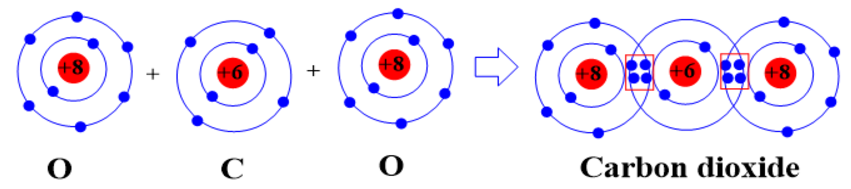 +8 + +6 + +8 +8 +6 +8
O C O Carbon dioxide